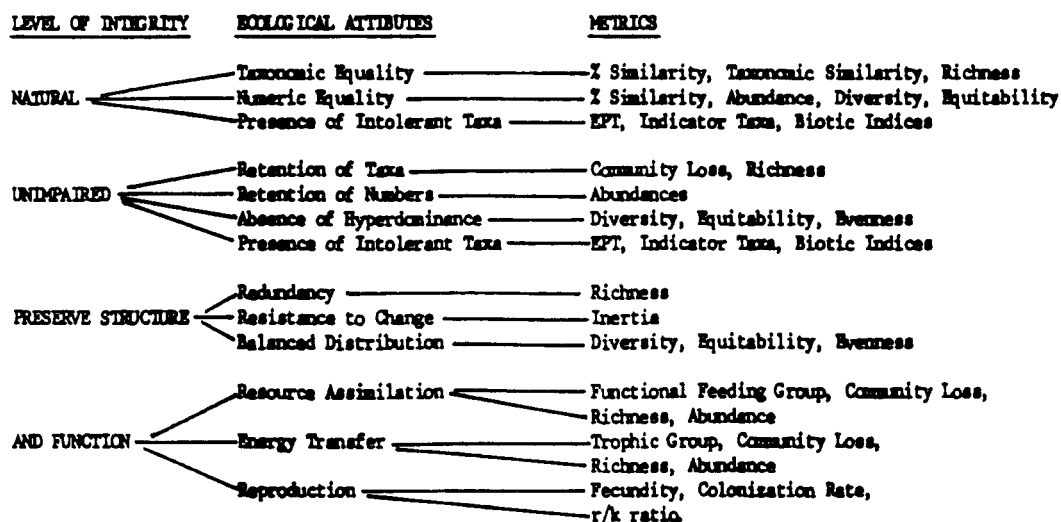 LEVEL OF INTEGRITY ECOLOGICAL ATTIBUTES METRICS
Taxonomic Equality % Similarity, Taxonomic Similarity, Richness
NATURAL Numeric Equality % Similarity, Abundance, Diversity, Equitability
Presence of Intolerant Taxa EPT, Indicator Taxa, Biotic Indices
Retention of Taxa Community Loss, Richness
UNIMPAIRED Retention of Numbers Abundances
Absence of Hyperdominance Diversity, Equitability, Evenness
Presence of Intolerant Taxa EPT, Indicator Taxa, Biotic Indices
Redundancy Richness
PRESERVE STRUCTURE Resistance to Change Inertia
Balanced Distribution Diversity, Equitability, Evenness
Resource Assimilation Functional Feeding Group, Community Loss,
Richness, Abundance
AND FUNCTION Energy Transfer Trophic Group, Community Loss,
Richness, Abundance
Reproduction Fecundity, Colonization Rate,
r/k ratio